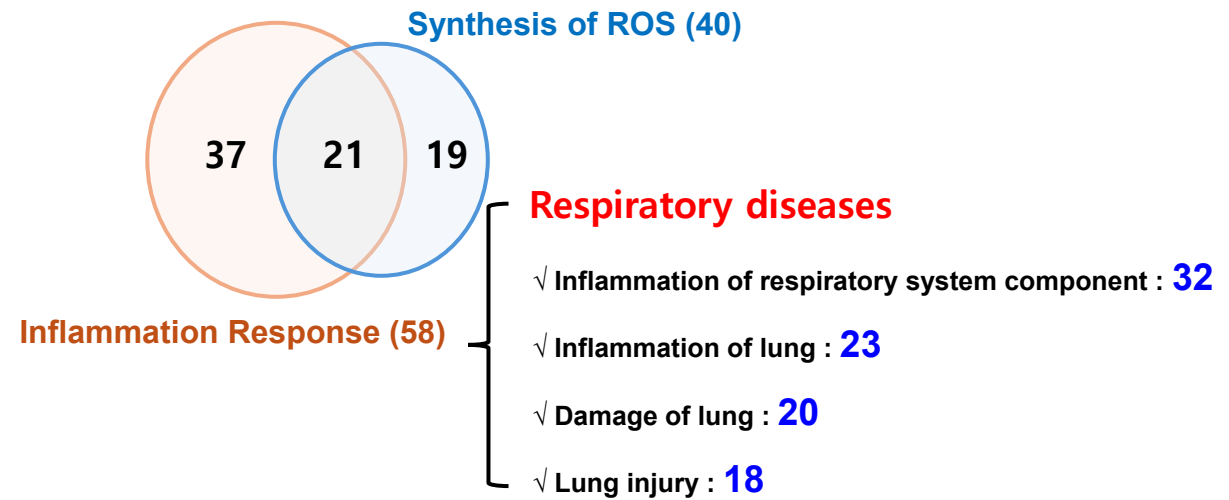 Synthesis of ROS (40)
37 21 19
Respiratory diseases
√ Inflammation of respiratory system component : 32
Inflammation Response (58)
√ Inflammation of lung : 23
√ Damage of lung : 20
√ Lung injury : 18